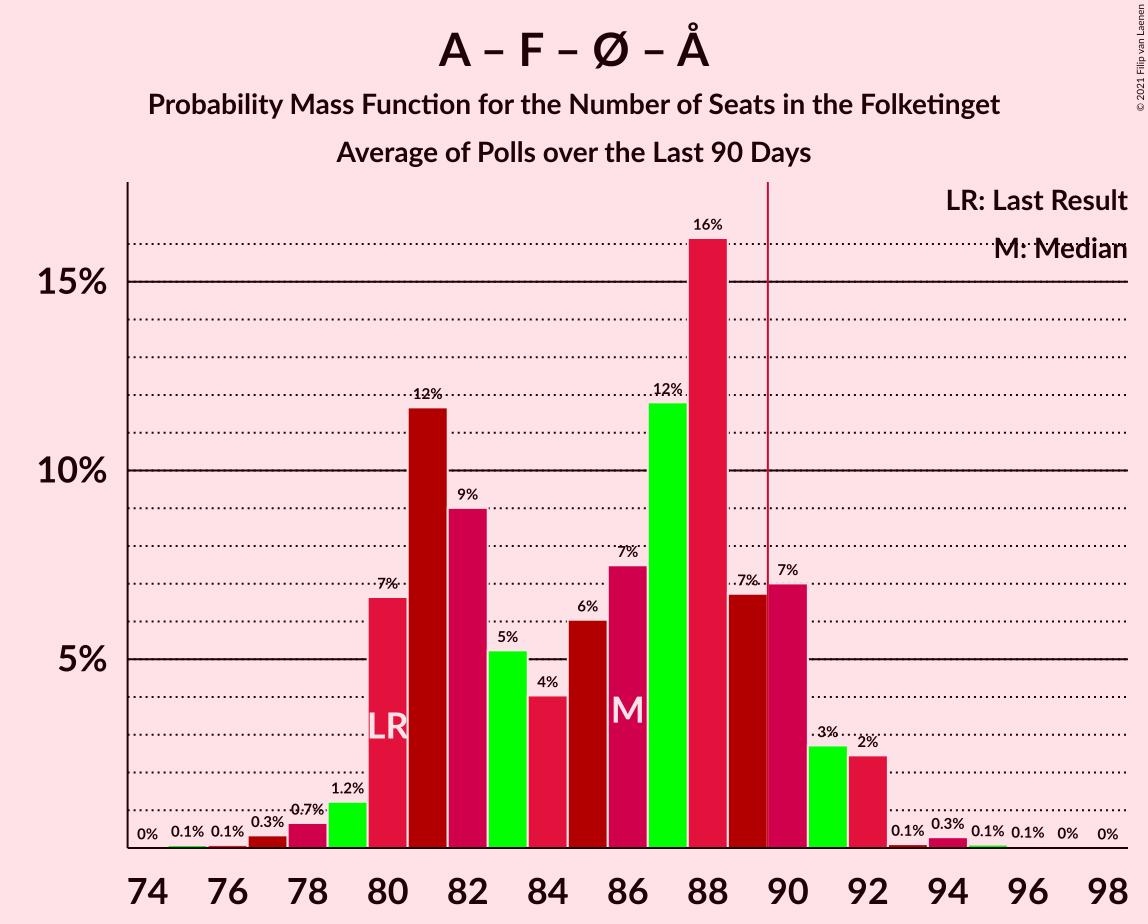 A – F – Ø – Å
Probability Mass Function for the Number of Seats in the Folketinget
Average of Polls over the Last 90 Days
© 2021 Filip van Laenen
LR: Last Result
M: Median
15%
10%
5%
0% 0.1% 0.1% 0.3% 0.7% 1.2% 7% 12% 9% 5% 4% 6% 7% 12% 16% 7% 7% 3% 2% 0.1% 0.3% 0.1% 0.1% 0% 0%
LR M
74 76 78 80 82 84 86 88 90 92 94 96 98